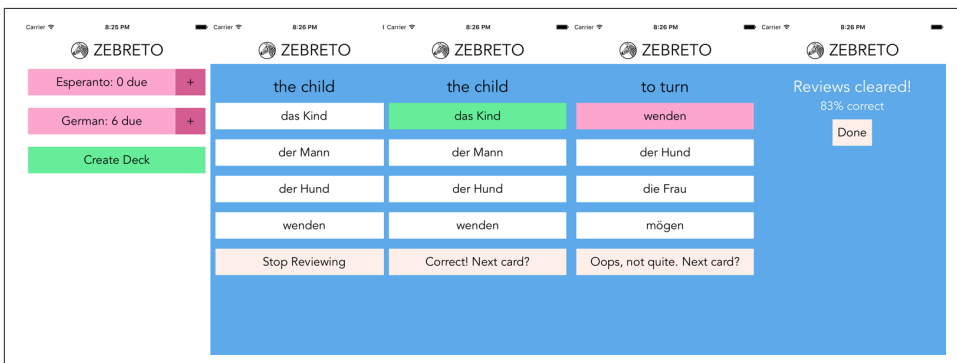 Carrier 8:25 PM
ZEBRETO
Esperanto: 0 due +
German: 6 due +
Create Deck
Carrier 8:26 PM
ZEBRETO
the child
das Kind
der Mann
der Hund
wenden
Stop Reviewing
Carrier 8:26 PM
ZEBRETO
the child
das Kind
der Mann
der Hund
wenden
Correct! Next card?
Carrier 8:26 PM
ZEBRETO
to turn
wenden
der Hund
die Frau
mögen
Oops, not quite. Next card?
Carrier 8:26 PM
ZEBRETO
Reviews cleared!
83% correct
Done